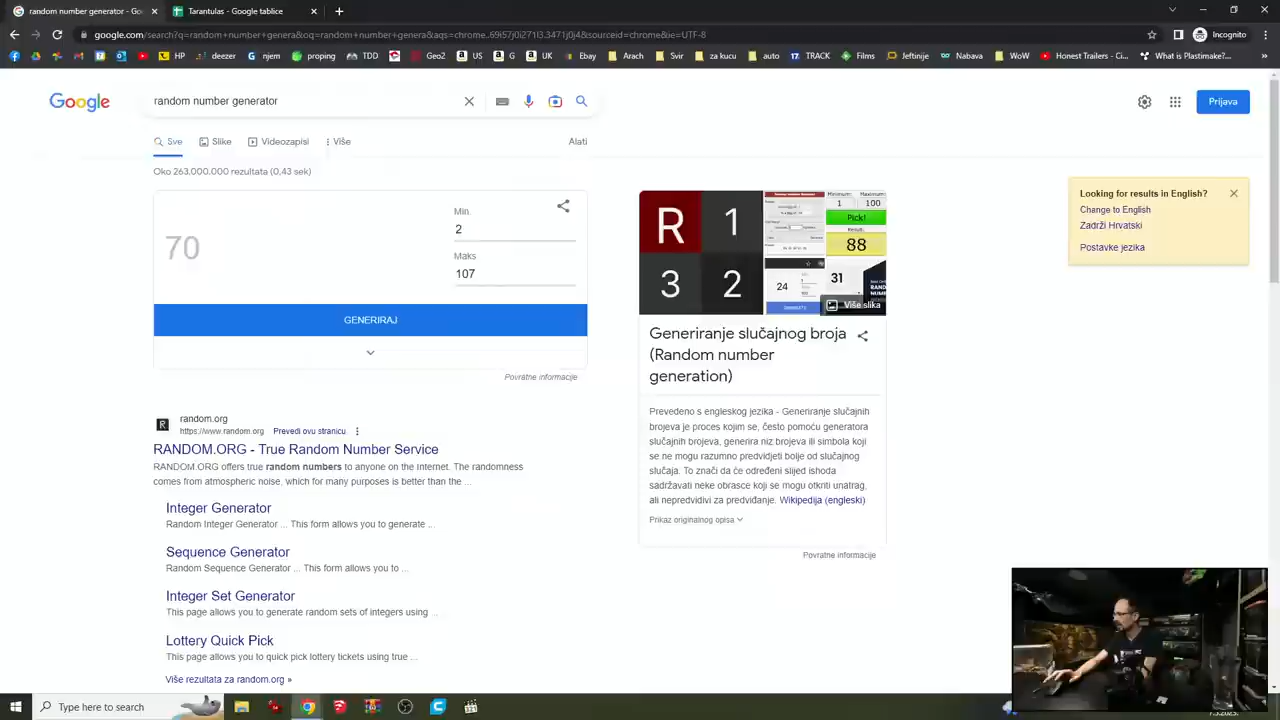 random number generator - Go
Tarantulas - Google tablice
google.com/search?q=random+number+genera&oq=random+number+genera&aqs=chrome.
69i57j0i271l3.3471j0j4&sourceid=chrome&ie=UTF-8
Incognito
HP
deezer
njem
proping
TDD
Geo2
US
G
UK
Ebay
Arach
Svir
za kucu
auto
TRACK
Films
Jeftinije
Nabava
WoW
Honest Trailers - Ci...
What is Plastimake?...
Google
random number generator
Prijava
Sve
Slike
Videozapisi
Više
Alati
Oko 263.000.000 rezultata (0,43 sek)
70
Min.
2
Maks
107
GENERIRAJ
Povratne informacije
random.org
https://www.random.org
Prevedi ovu stranicu
RANDOM.ORG - True Random Number Service
RANDOM.ORG offers true random numbers to anyone on the Internet. The randomness
comes from atmospheric noise, which for many purposes is better than the ...
Integer Generator
Random Integer Generator ... This form allows you to generate ...
Sequence Generator
Random Sequence Generator ... This form allows you to ...
Integer Set Generator
This page allows you to generate random sets of integers using ...
Lottery Quick Pick
This page allows you to quick pick lottery tickets using true ...
Više rezultata za random.org »
R 1
3 2
Minimum:
Maximum:
1
100
Pick!
Result:
88
24
31
Više slika
Generiranje slučajnog broja
(Random number
generation)
Prevedeno s engleskog jezika - Generiranje slučajnih
brojeva je proces kojim se, često pomoću generatora
slučajnih brojeva, generira niz brojeva ili simbola koji
se ne mogu razumno predvidjeti bolje od slučajnog
slučaja. To znači da će određeni slijed ishoda
sadržavati neke obrasce koji se mogu otkriti unatrag,
ali nepredvidivi za predviđanje. Wikipedija (engleski)
Prikaz originalnog opisa
Povratne informacije
Looking for results in English?
Change to English
Zadrži Hrvatski
Postavke jezika
Type here to search